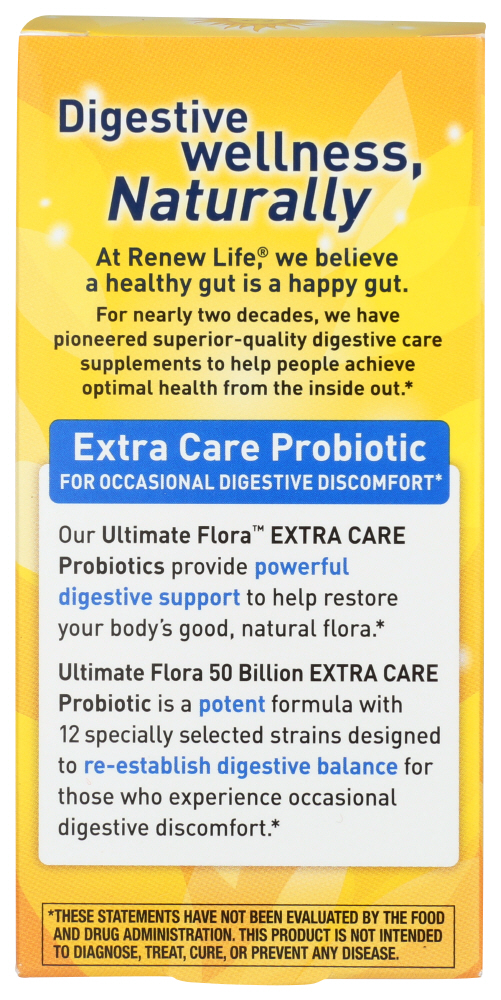 Digestive
wellness,
Naturally
At Renew Life,® we believe
a healthy gut is a happy gut.
For nearly two decades, we have
pioneered superior-quality digestive care
supplements to help people achieve
optimal health from the inside out.*
Extra Care Probiotic
FOR OCCASIONAL DIGESTIVE DISCOMFORT*
Our Ultimate Flora™ EXTRA CARE
Probiotics provide powerful
digestive support to help restore
your body's good, natural flora.*
Ultimate Flora 50 Billion EXTRA CARE
Probiotic is a potent formula with
12 specially selected strains designed
to re-establish digestive balance for
those who experience occasional
digestive discomfort.*
*THESE STATEMENTS HAVE NOT BEEN EVALUATED BY THE FOOD
AND DRUG ADMINISTRATION. THIS PRODUCT IS NOT INTENDED
TO DIAGNOSE, TREAT, CURE, OR PREVENT ANY DISEASE.